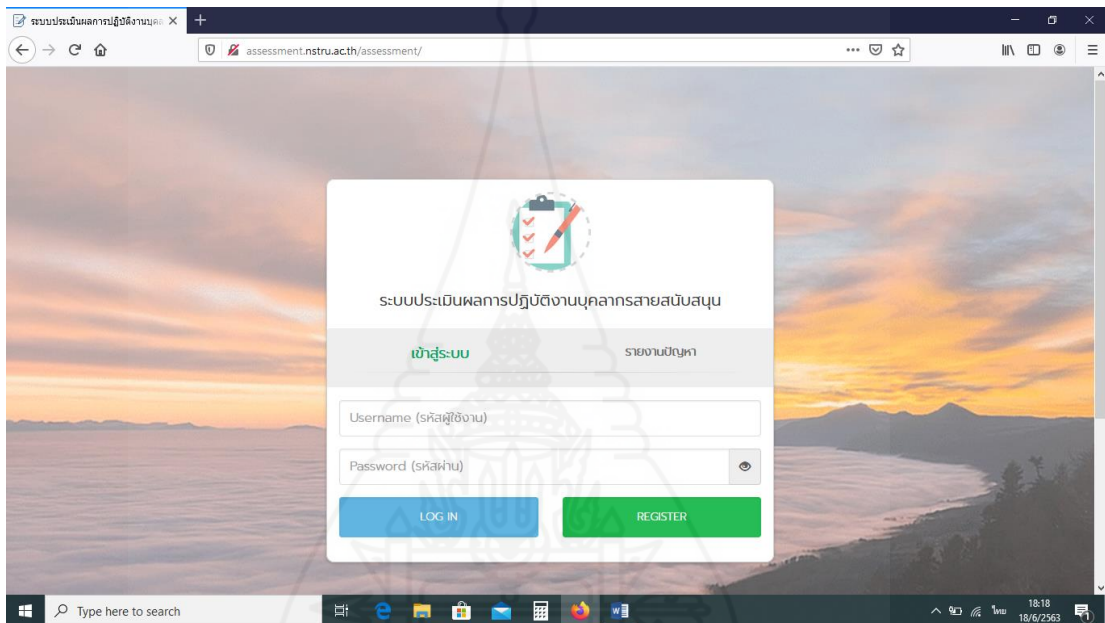 ระบบประเมินผลการปฏิบัติงานบุคล
assessment.nstru.ac.th/assessment/
ระบบประเมินผลการปฏิบัติงานบุคลากรสายสนับสนุน
เข้าสู่ระบบ รายงานปัญหา
Username (รหัสผู้ใช้งาน)
Password (รหัสผ่าน)
LOG IN REGISTER
Type here to search
ไทย
18:18
18/6/2563